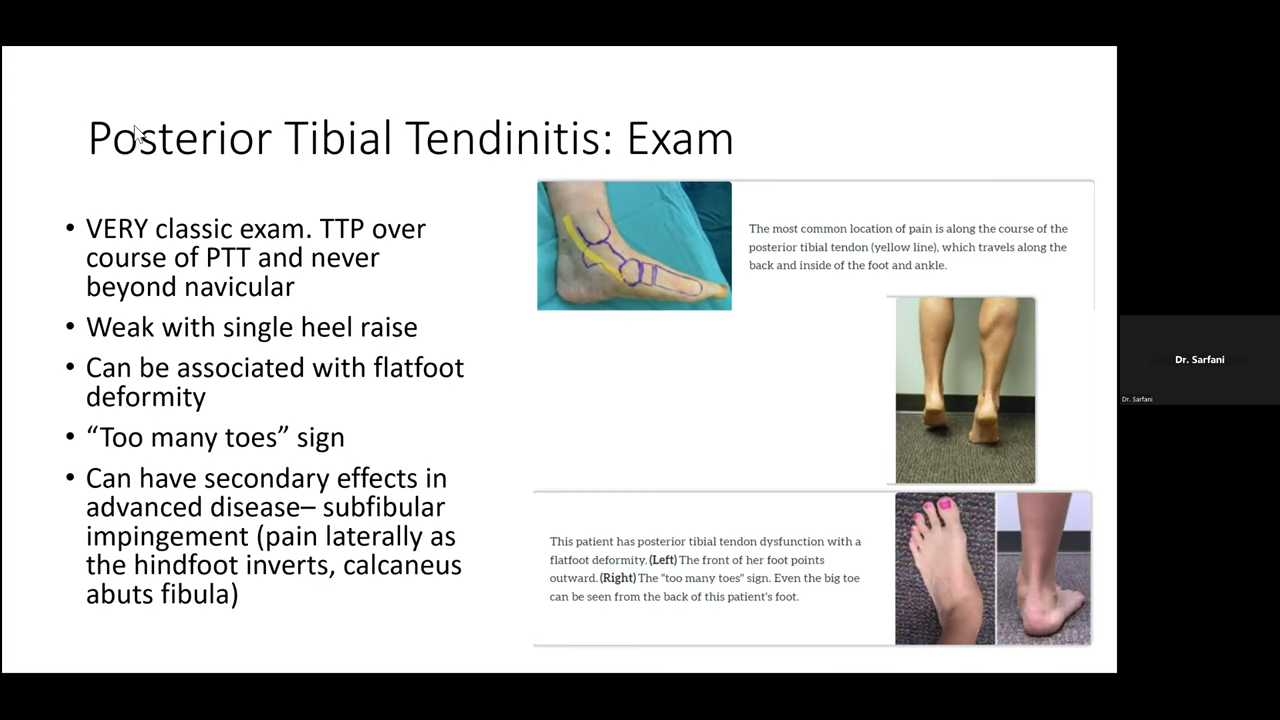 Posterior Tibial Tendinitis: Exam
• VERY classic exam. TTP over
course of PTT and never
beyond navicular
• Weak with single heel raise
• Can be associated with flatfoot
deformity
• “Too many toes” sign
• Can have secondary effects in
advanced disease– subfibular
impingement (pain laterally as
the hindfoot inverts, calcaneus
abuts fibula)
The most common location of pain is along the course of the
posterior tibial tendon (yellow line), which travels along the
back and inside of the foot and ankle.
This patient has posterior tibial tendon dysfunction with a
flatfoot deformity. (Left) The front of her foot points
outward. (Right) The "too many toes" sign. Even the big toe
can be seen from the back of this patient's foot.
Dr. Sarfani
Dr. Sarfani